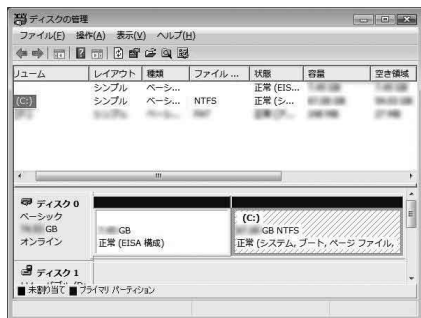 ディスクの管理
ファイル(F) 操作(A) 表示(V) ヘルプ(H)
リューム レイアウト 種類 ファイル... 状態 容量 空き領域
シンプル ベーシ... 正常 (EIS...
(C:) シンプル ベーシ... NTFS 正常 (シ...
ディスク 0
ベーシック
GB
オンライン
GB
正常 (EISA 構成)
(C:)
GB NTFS
正常 (システム, ブート, ページ ファイル,
ディスク 1
未割り当て プライマリ パーティション